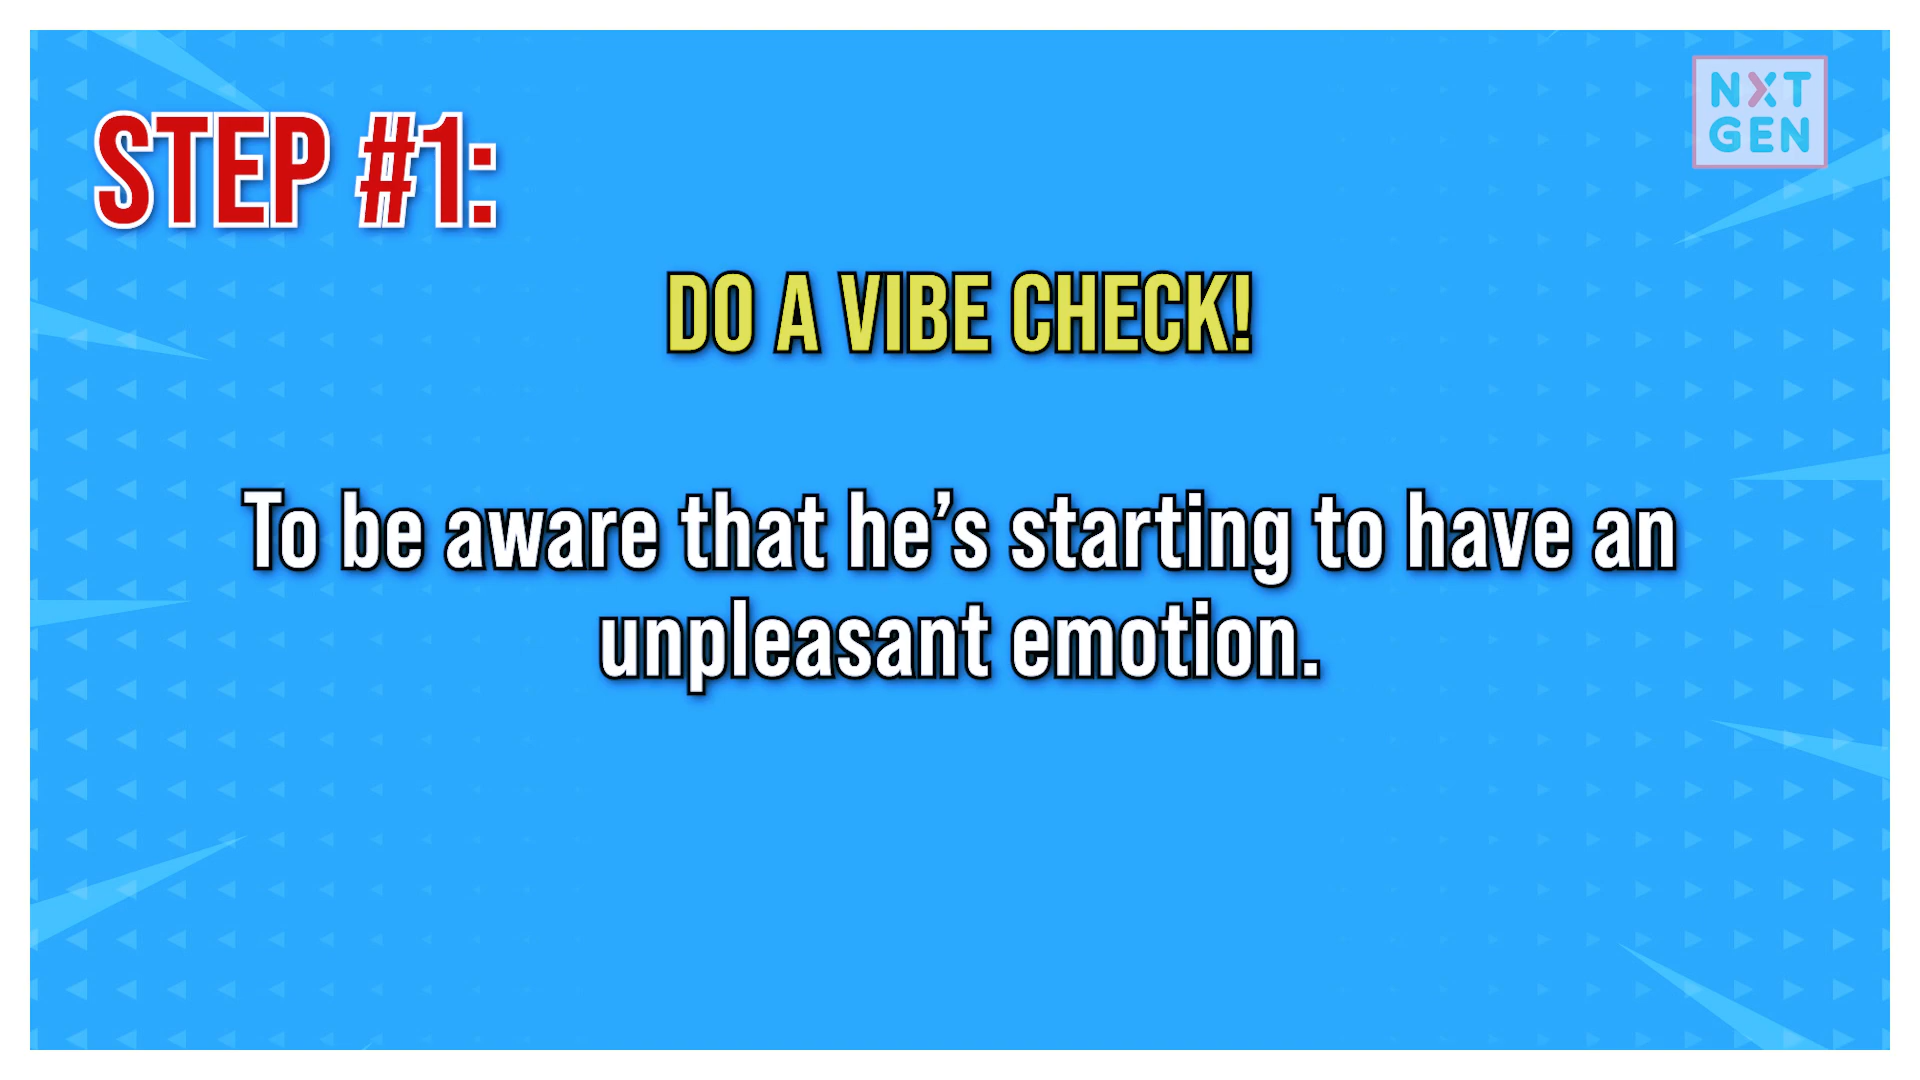 NXT
GEN
STEP #1:
DO A VIBE CHECK!
To be aware that he’s starting to have an
unpleasant emotion.